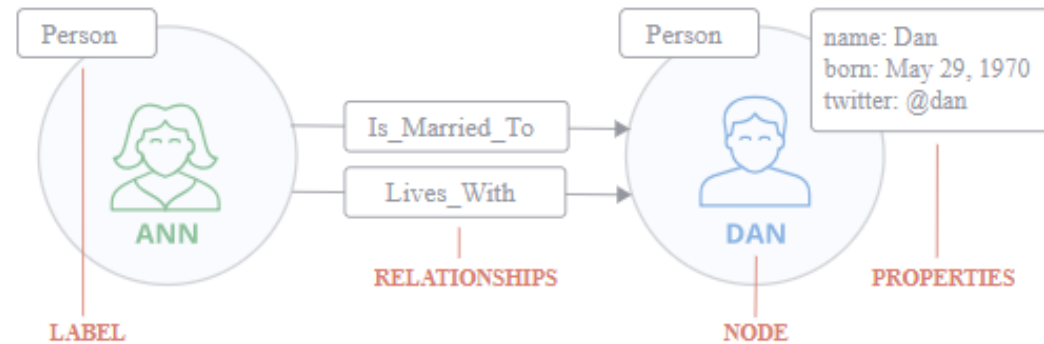 Person
Person
name: Dan
born: May 29, 1970
twitter: @dan
Is_Married_To
Lives_With
ANN
DAN
RELATIONSHIPS
PROPERTIES
LABEL
NODE